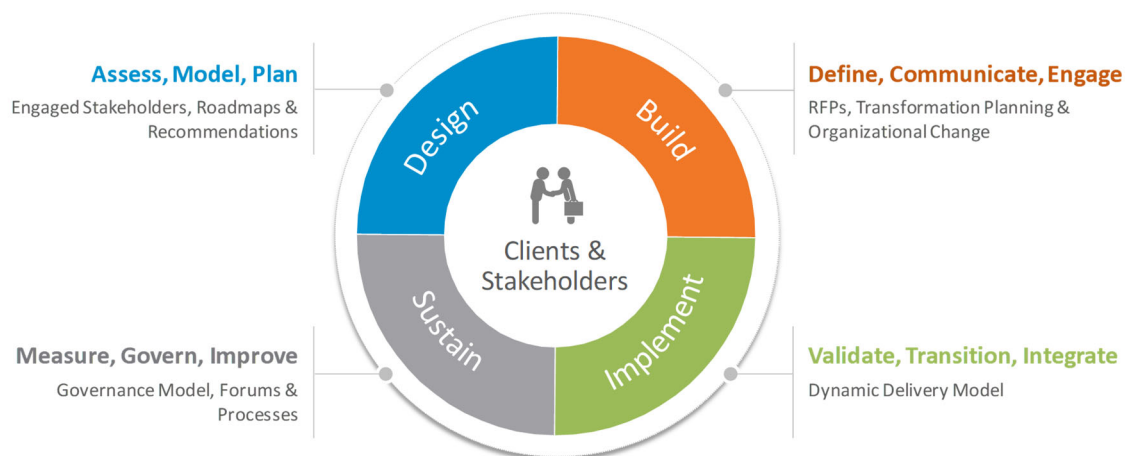 Assess, Model, Plan
Engaged Stakeholders, Roadmaps &
Recommendations
Define, Communicate, Engage
RFPs, Transformation Planning &
Organizational Change
Design
Build
Clients &
Stakeholders
Sustain
Implement
Measure, Govern, Improve
Governance Model, Forums &
Processes
Validate, Transition, Integrate
Dynamic Delivery Model